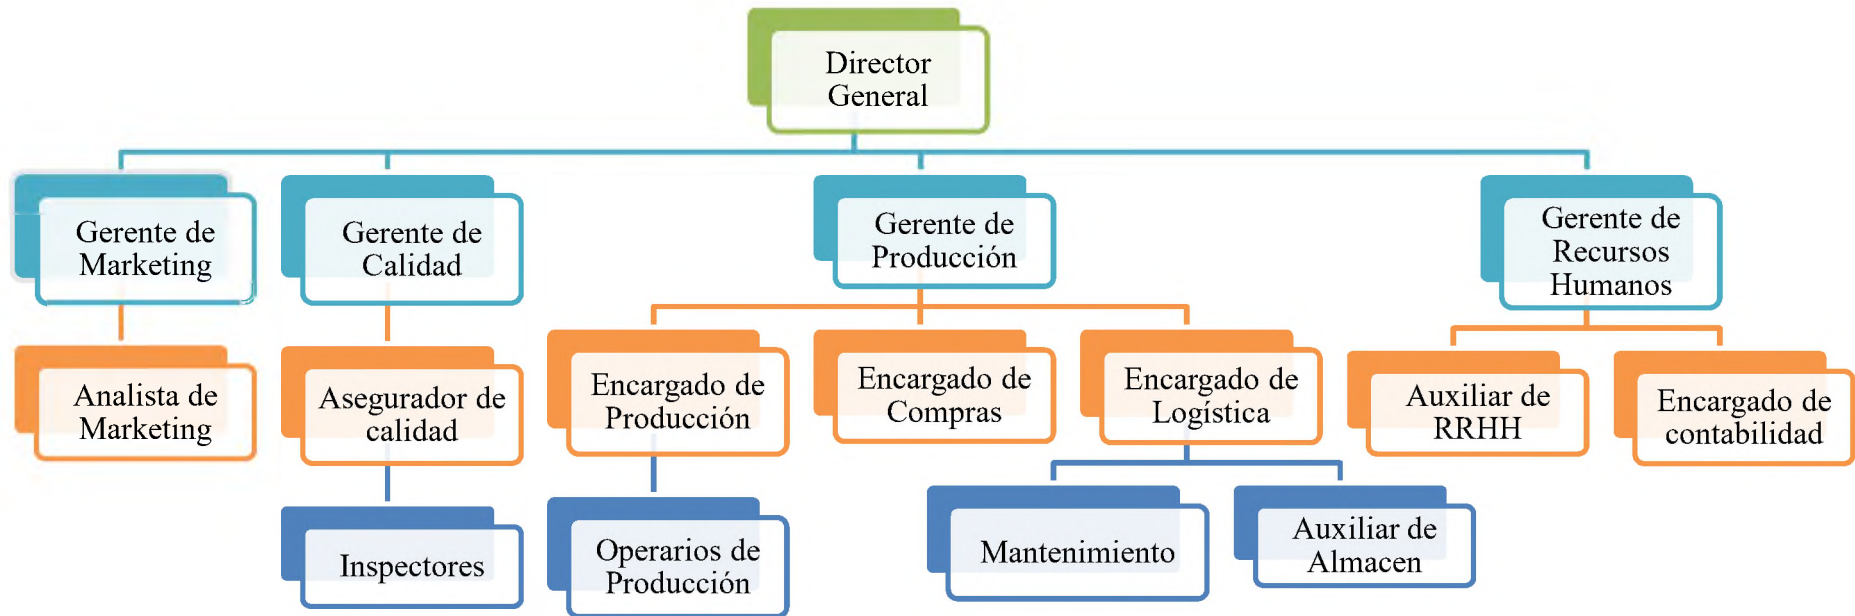 Director
General
Gerente de
Marketing
Gerente de
Calidad
Gerente de
Producción
Gerente de
Recursos
Humanos
Analista de
Marketing
Asegurador de
calidad
Encargado de
Producción
Encargado de
Compras
Encargado de
Logística
Auxiliar de
RRHH
Encargado de
contabilidad
Inspectores
Operarios de
Producción
Mantenimiento
Auxiliar de
Almacen